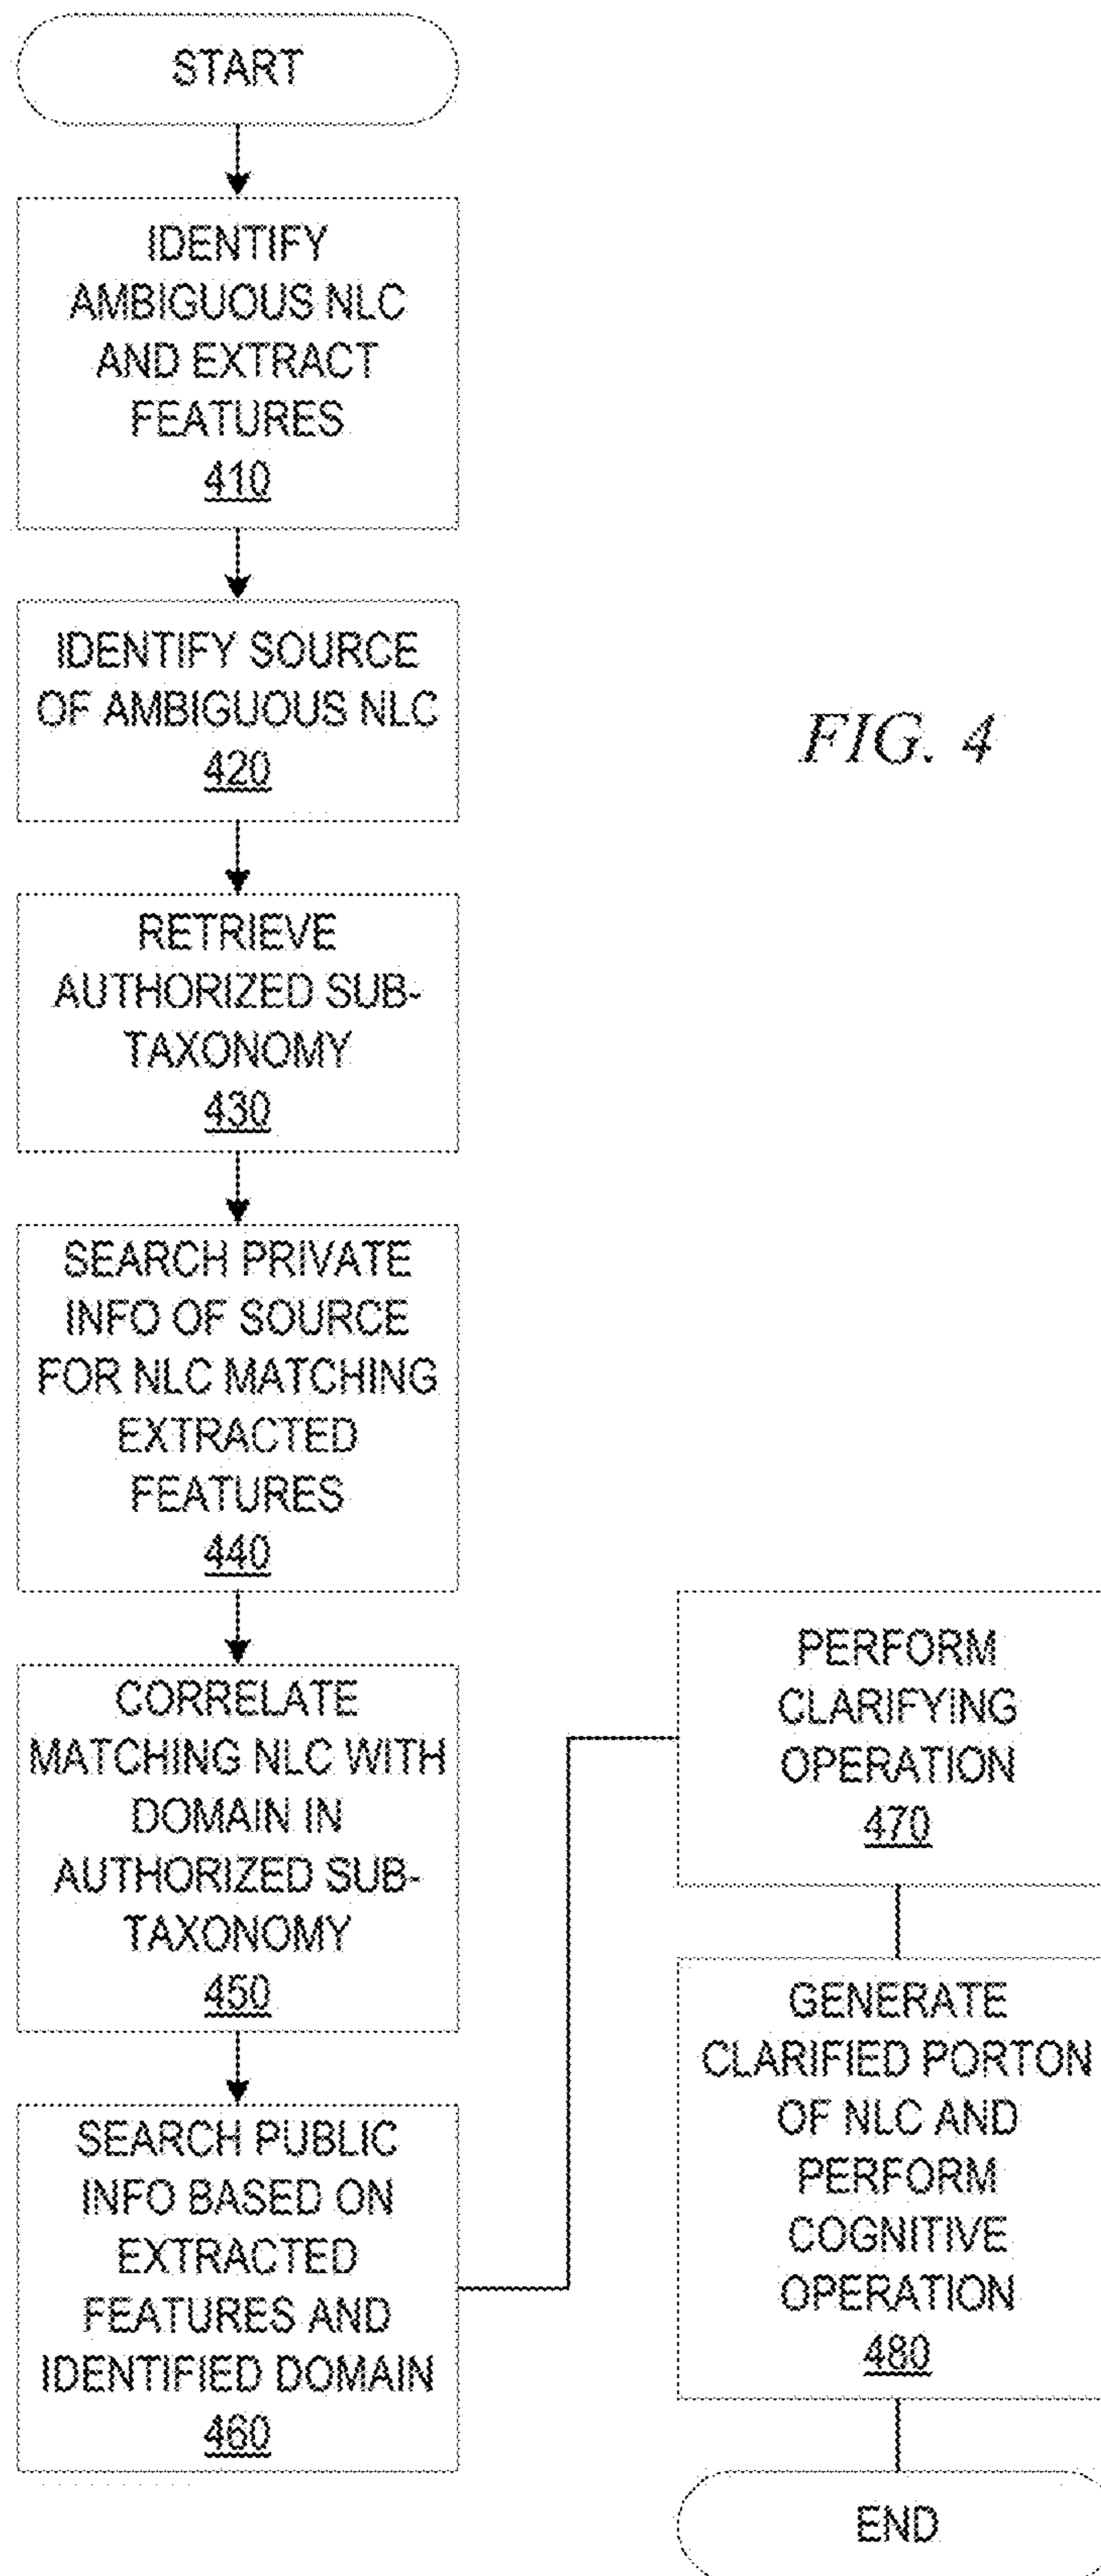 START
IDENTIFY
AMBIGUOUS NLC
AND EXTRACT
FEATURES
410
IDENTIFY SOURCE
OF AMBIGUOUS NLC
420
RETRIEVE
AUTHORIZED SUB-
TAXONOMY
430
SEARCH PRIVATE
INFO OF SOURCE
FOR NLC MATCHING
EXTRACTED
FEATURES
440
CORRELATE
MATCHING NLC WITH
DOMAIN IN
AUTHORIZED SUB-
TAXONOMY
450
SEARCH PUBLIC
INFO BASED ON
EXTRACTED
FEATURES AND
IDENTIFIED DOMAIN
460
PERFORM
CLARIFYING
OPERATION
470
GENERATE
CLARIFIED PORTON
OF NLC AND
PERFORM
COGNITIVE
OPERATION
480
END
FIG. 4